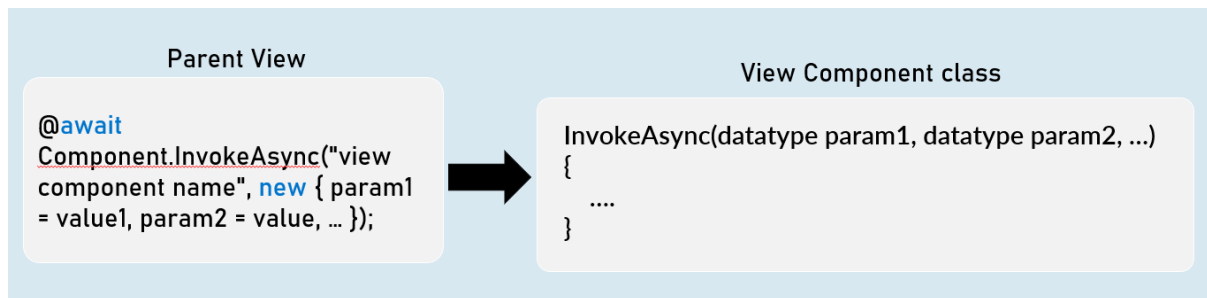 Parent View
@await
Component.InvokeAsync("view
component name", new { param1
= value1, param2 = value, ... });
View Component class
InvokeAsync(datatype param1, datatype param2, ...)
{
....
}